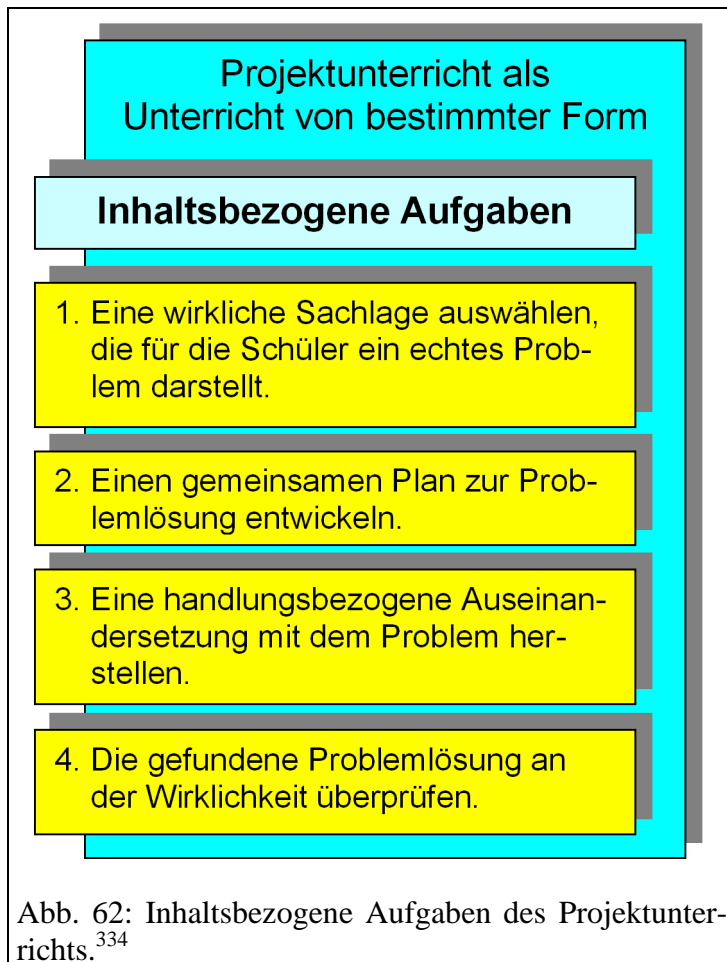 Projektunterricht als
Unterricht von bestimmter Form
Inhaltsbezogene Aufgaben
1. Eine wirkliche Sachlage auswählen,
die für die Schüler ein echtes Prob-
lem darstellt.
2. Einen gemeinsamen Plan zur Prob-
lemlösung entwickeln.
3. Eine handlungsbezogene Auseinan-
dersetzung mit dem Problem her-
stellen.
4. Die gefundene Problemlösung an
der Wirklichkeit überprüfen.
Abb. 62: Inhaltsbezogene Aufgaben des Projektunter-
richts.334